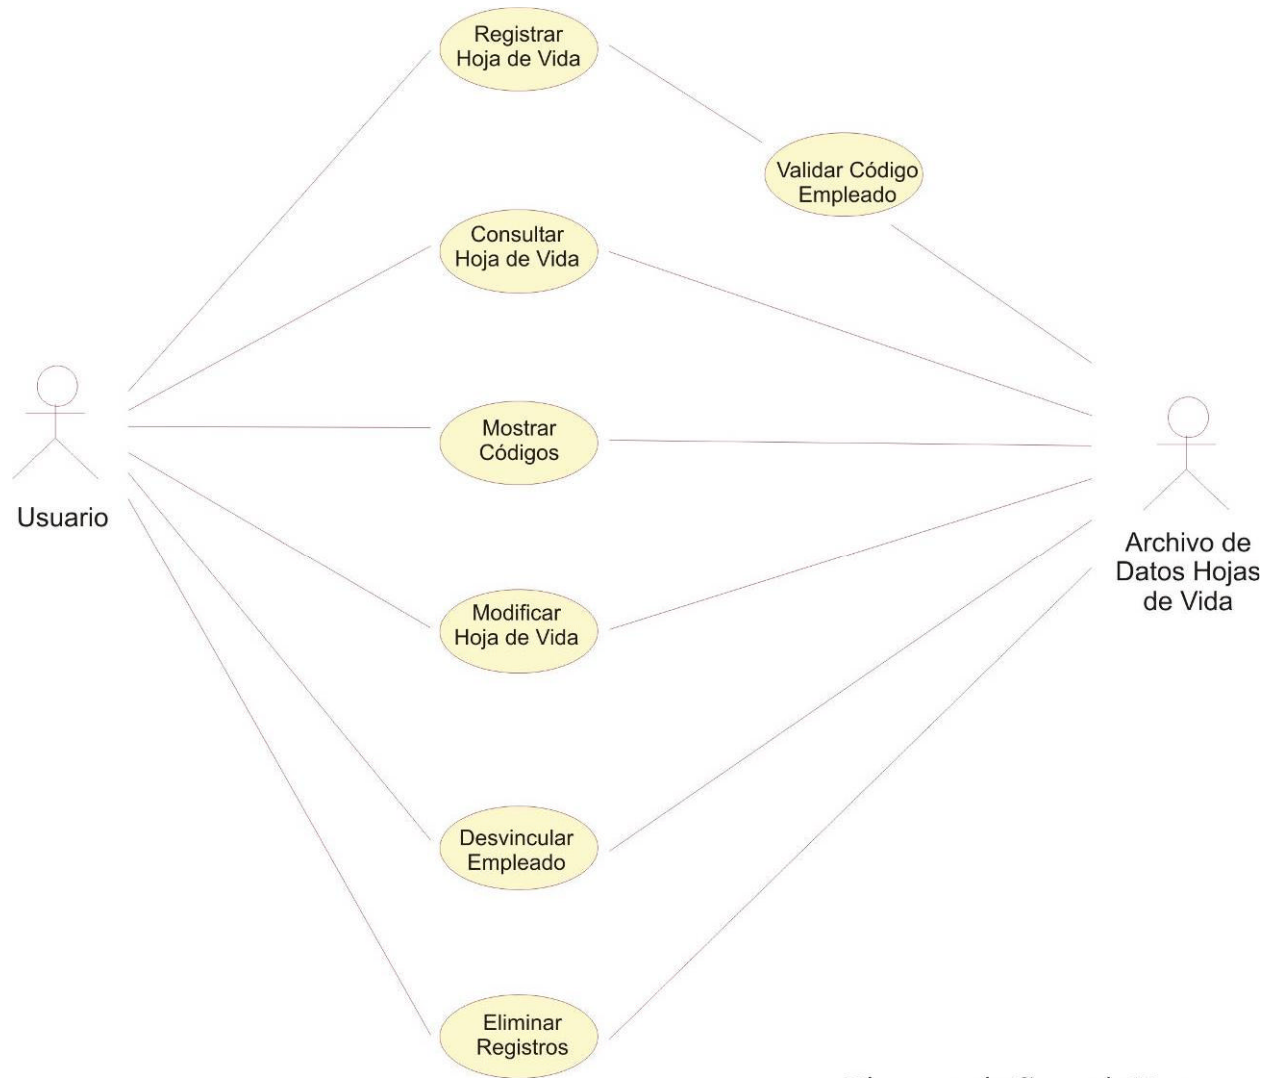 Registrar
Hoja de Vida
Validar Código
Empleado
Consultar
Hoja de Vida
Mostrar
Códigos
Usuario
Archivo de
Datos Hojas
de Vida
Modificar
Hoja de Vida
Desvincular
Empleado
Eliminar
Registros